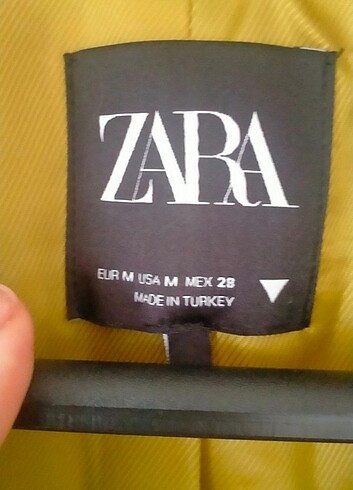 ZARA
EUR M USA M MEX 28
MADE IN TURKEY